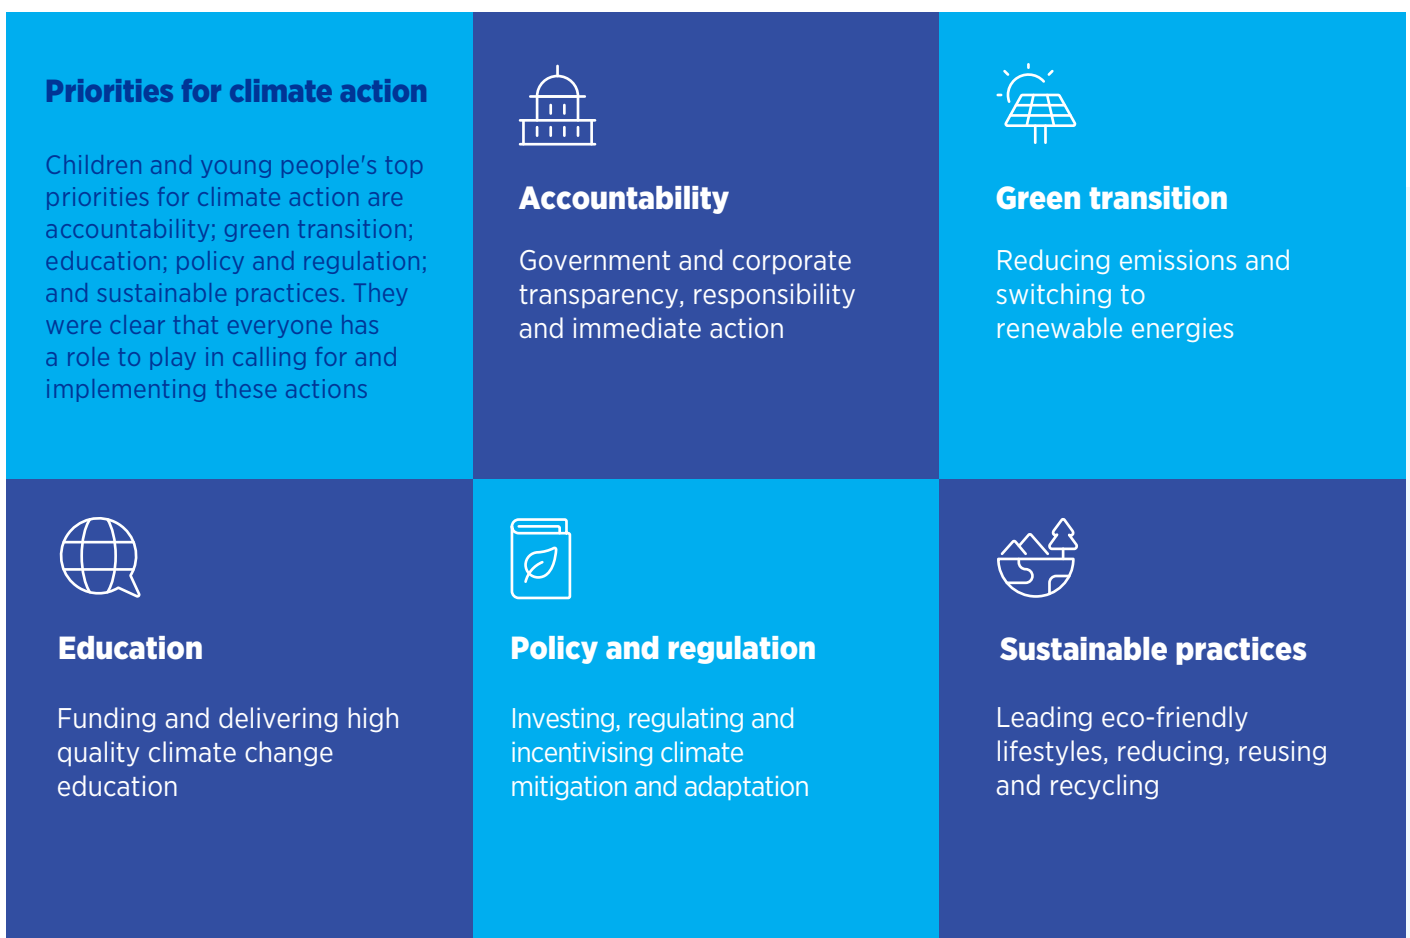 Priorities for climate action
Children and young people's top
priorities for climate action are
accountability; green transition;
education; policy and regulation;
and sustainable practices. They
were clear that everyone has
a role to play in calling for and
implementing these actions
Accountability
Government and corporate
transparency, responsibility
and immediate action
Green transition
Reducing emissions and
switching to
renewable energies
Education
Funding and delivering high
quality climate change
education
Policy and regulation
Investing, regulating and
incentivising climate
mitigation and adaptation
Sustainable practices
Leading eco-friendly
lifestyles, reducing, reusing
and recycling